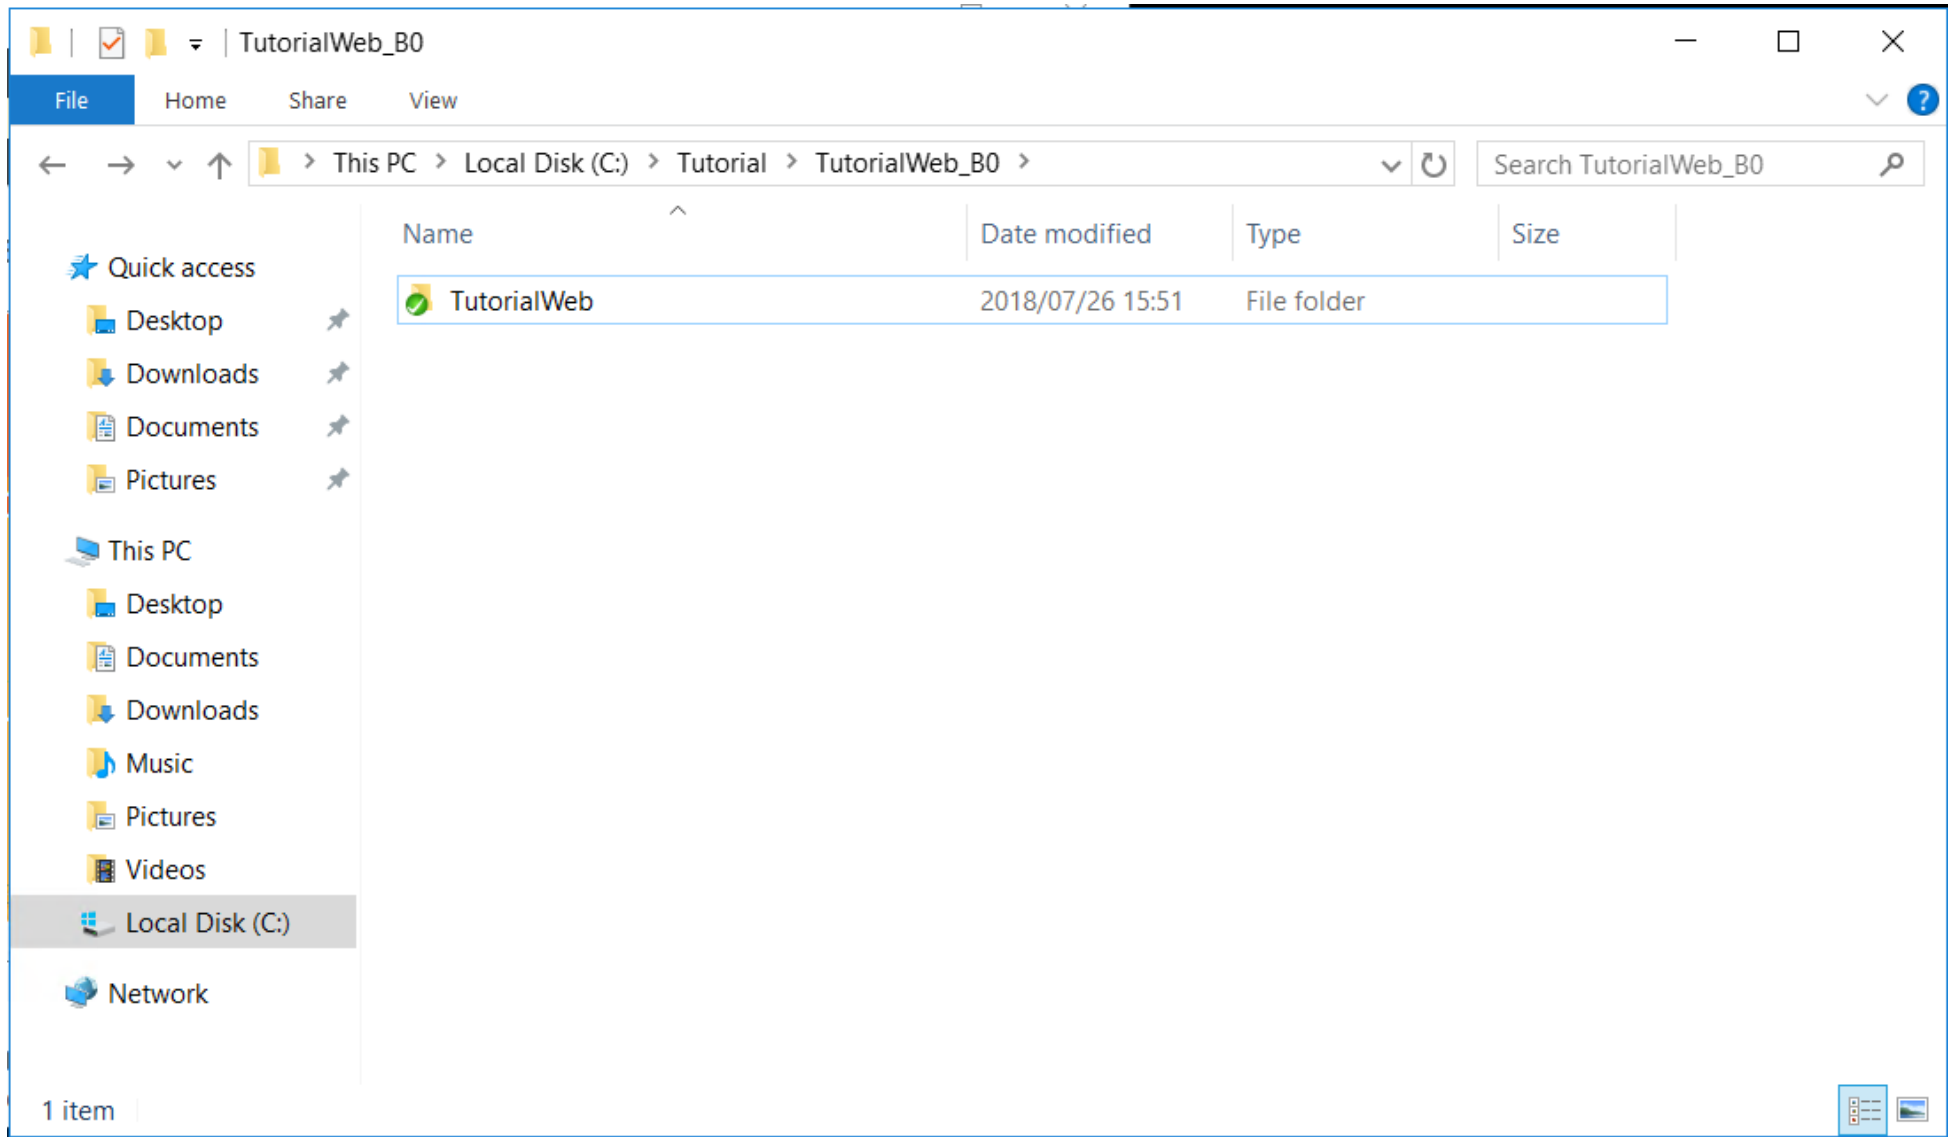 TutorialWeb_B0
File Home Share View
?
This PC Local Disk (C:) Tutorial TutorialWeb_B0
Search TutorialWeb_B0
Name Date modified Type Size
TutorialWeb 2018/07/26 15:51 File folder
Quick access
Desktop
Downloads
Documents
Pictures
This PC
Desktop
Documents
Downloads
Music
Pictures
Videos
Local Disk (C:)
Network
1 item